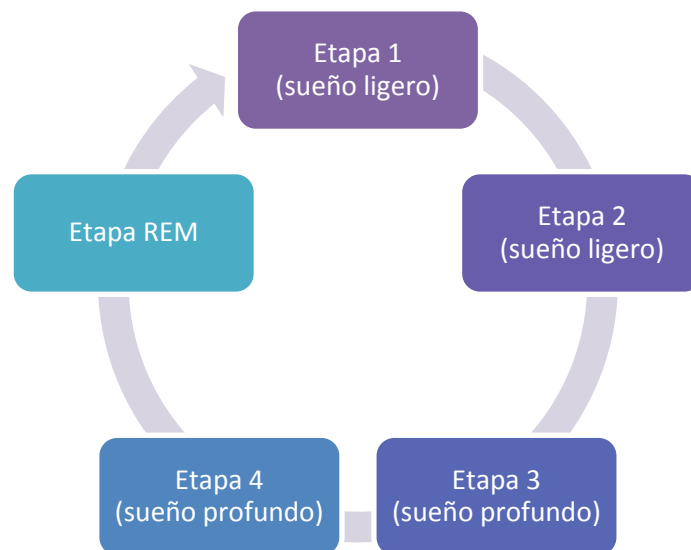 Etapa 1
(sueño ligero)
Etapa 2
(sueño ligero)
Etapa 3
(sueño profundo)
Etapa 4
(sueño profundo)
Etapa REM